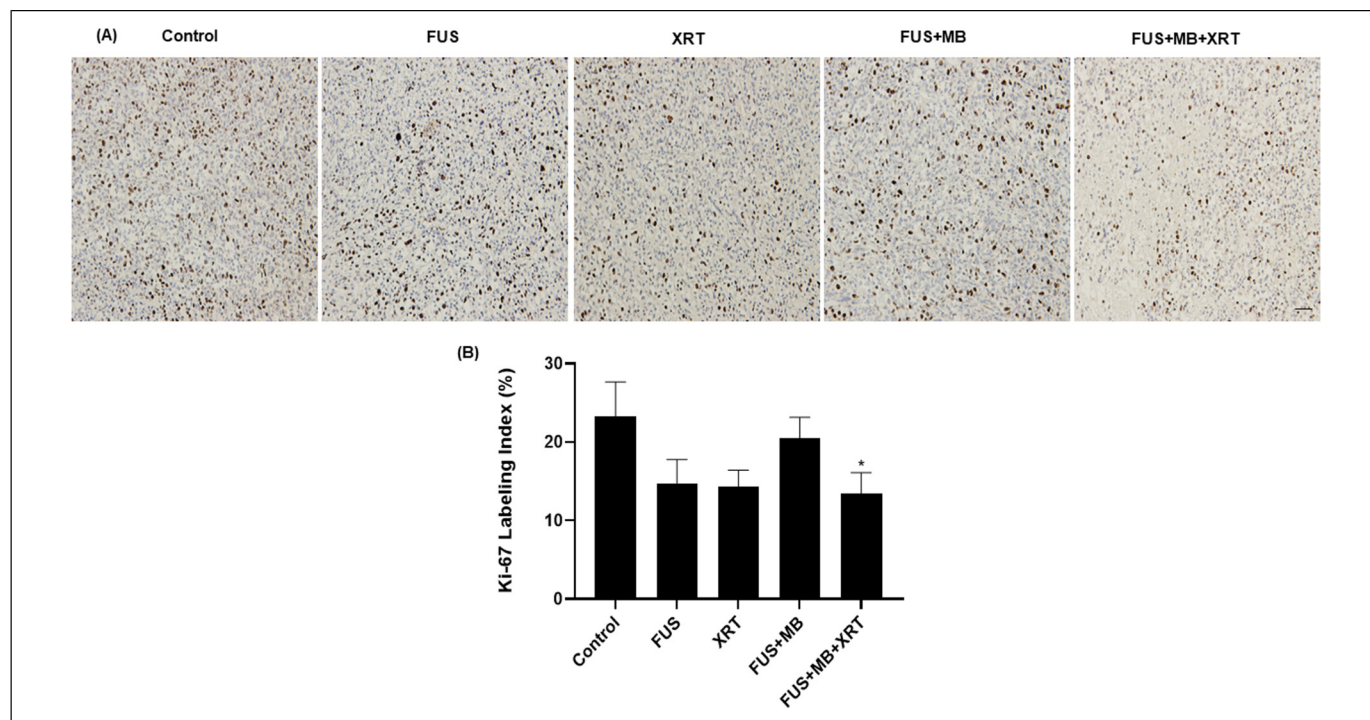 (A) Control FUS XRT FUS+MB FUS+MB+XRT
(B)
Ki-67 Labeling Index (%)
30
20
10
0
*
Control FUS XRT FUS+MB FUS+MB+XRT